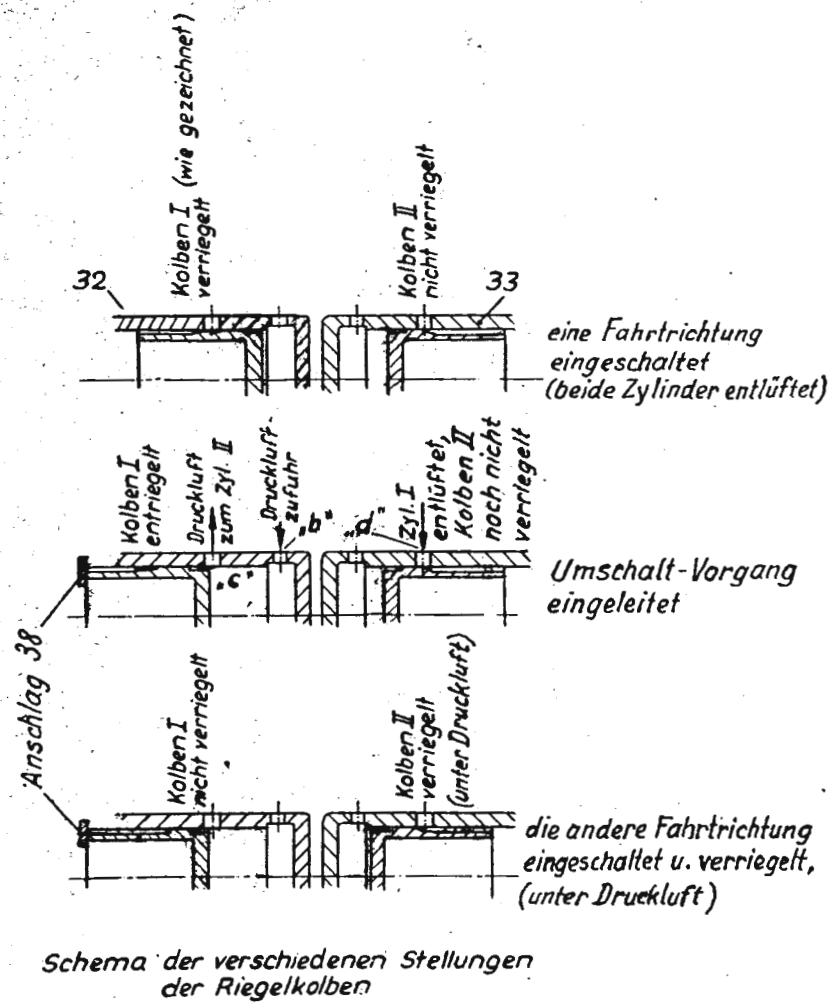 Kolben I (wie gezeichnet)
verriegelt
Kolben II
nicht verriegelt
32
33
eine Fahrtrichtung
eingeschaltet
(beide Zylinder entlüftet)
Kolben I
entriegelt
Druckluft
zum Zyl. II
Druckluft-
zufuhr
„b"
„d"
Zyl. I
entlüftet,
Kolben II
noch nicht
verriegelt
„c"
Umschalt-Vorgang
eingeleitet
Anschlag 38
Kolben I
nicht verriegelt
Kolben II
verriegelt
(unter Druckluft)
die andere Fahrtrichtung
eingeschaltet u. verriegelt,
(unter Druckluft)
Schema der verschiedenen Stellungen
der Riegelkolben